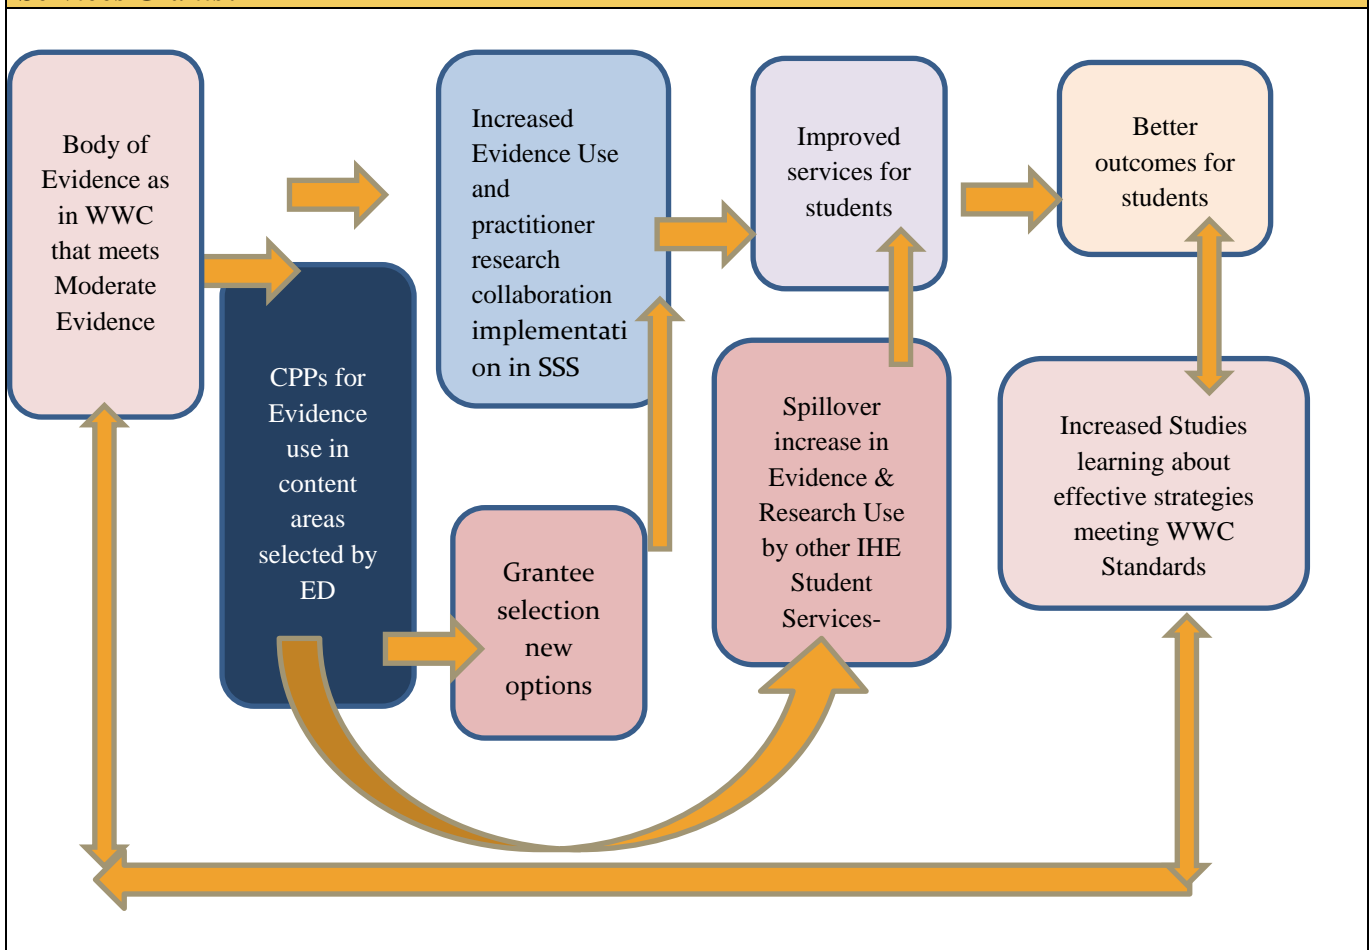 Body of
Evidence as
in WWC
that meets
Moderate
Evidence
CPPs for
Evidence
use in
content
areas
selected by
ED
Increased
Evidence Use
and
practitioner
research
collaboration
implementati
on in SSS
Grantee
selection
new
options
Improved
services for
students
Spillover
increase in
Evidence &
Research Use
by other IHE
Student
Services-
Better
outcomes for
students
Increased Studies
learning about
effective strategies
meeting WWC
Standards